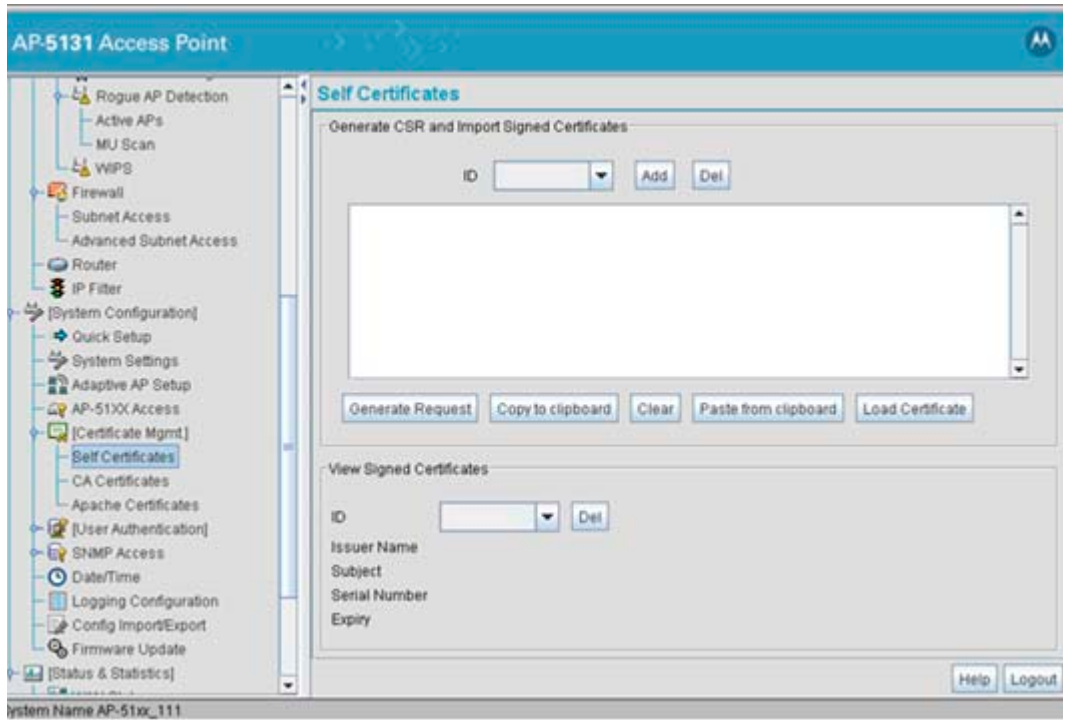 AP-5131 Access Point
Rogue AP Detection
Active APs
MU Scan
WIPS
Firewall
Subnet Access
Advanced Subnet Access
Router
IP Filter
[System Configuration]
Quick Setup
System Settings
Adaptive AP Setup
AP-51XX Access
[Certificate Mgmt.]
Self Certificates
CA Certificates
Apache Certificates
[User Authentication]
SNMP Access
Date/Time
Logging Configuration
Config Import/Export
Firmware Update
[Status & Statistics]
Self Certificates
Generate CSR and Import Signed Certificates
ID Add Del
Generate Request Copy to clipboard Clear Paste from clipboard Load Certificate
View Signed Certificates
ID Del
Issuer Name
Subject
Serial Number
Expiry
Help Logout
ystem Name AP-51xx_111